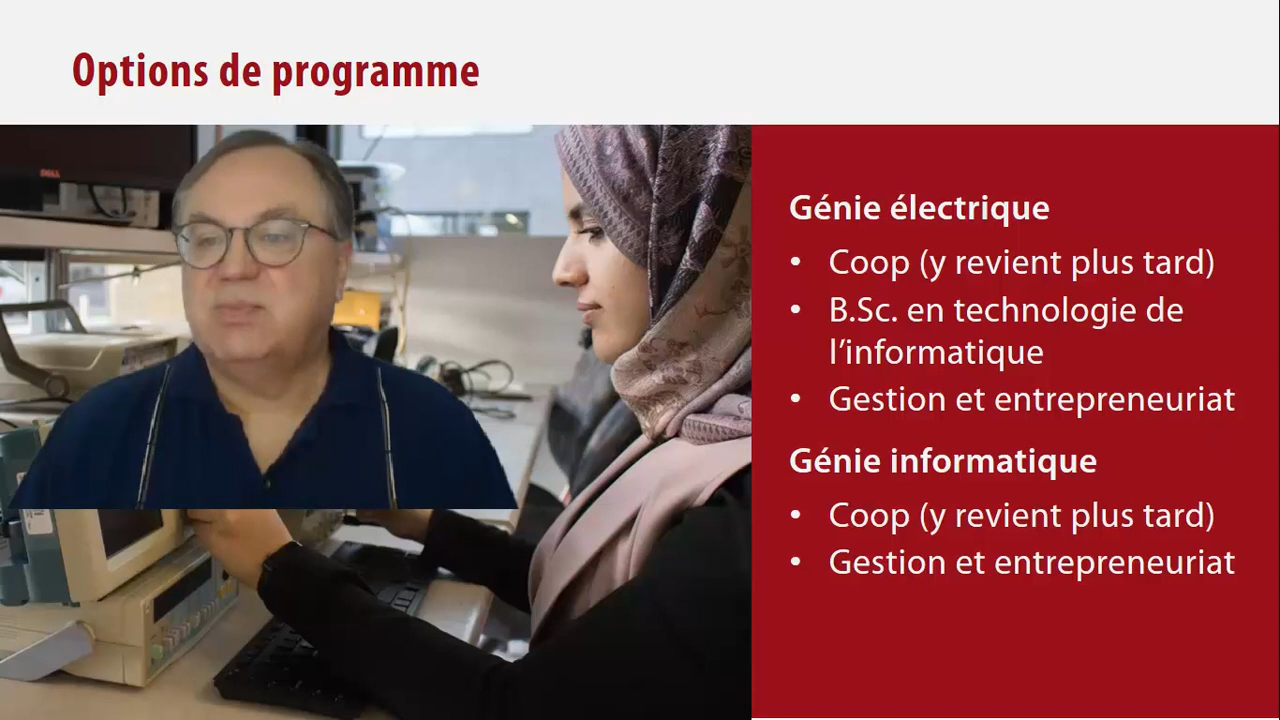 Options de programme
DELL
Génie électrique
• Coop (y revient plus tard)
• B.Sc. en technologie de
l’informatique
• Gestion et entrepreneuriat
Génie informatique
• Coop (y revient plus tard)
• Gestion et entrepreneuriat